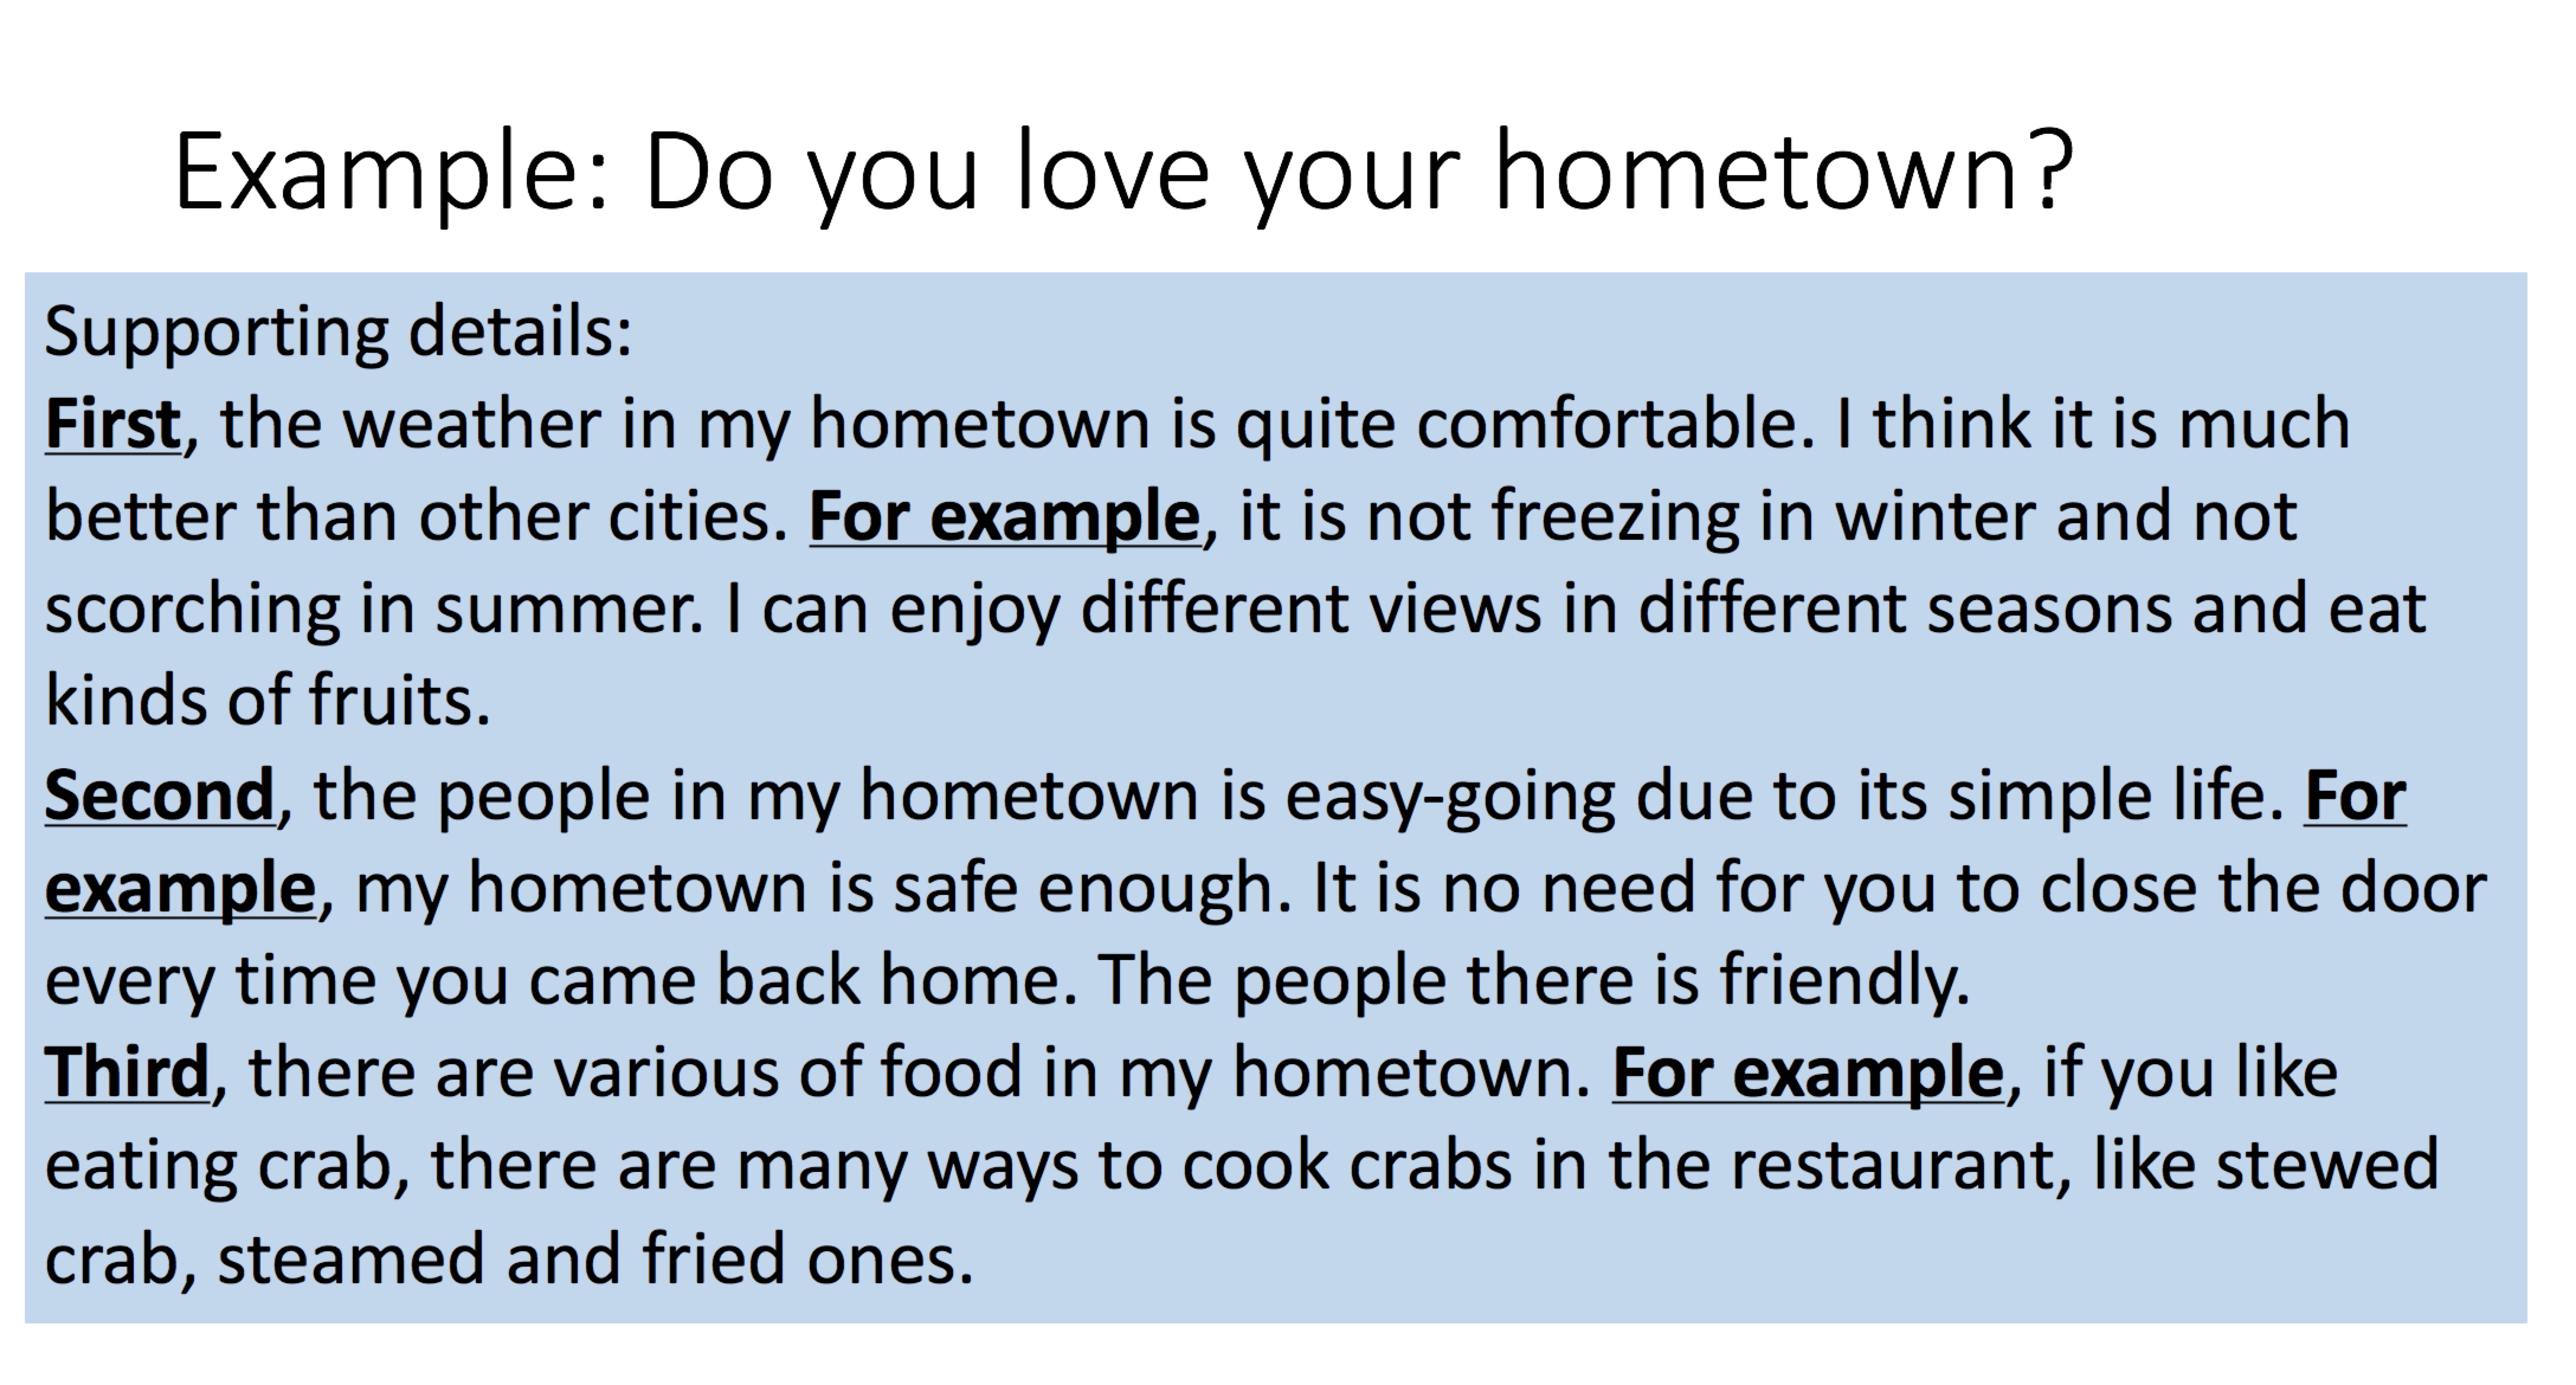 Example: Do you love your hometown?
Supporting details:
First, the weather in my hometown is quite comfortable. I think it is much
better than other cities. For example, it is not freezing in winter and not
scorching in summer. I can enjoy different views in different seasons and eat
kinds of fruits.
Second, the people in my hometown is easy-going due to its simple life. For
example, my hometown is safe enough. It is no need for you to close the door
every time you came back home. The people there is friendly.
Third, there are various of food in my hometown. For example, if you like
eating crab, there are many ways to cook crabs in the restaurant, like stewed
crab, steamed and fried ones.